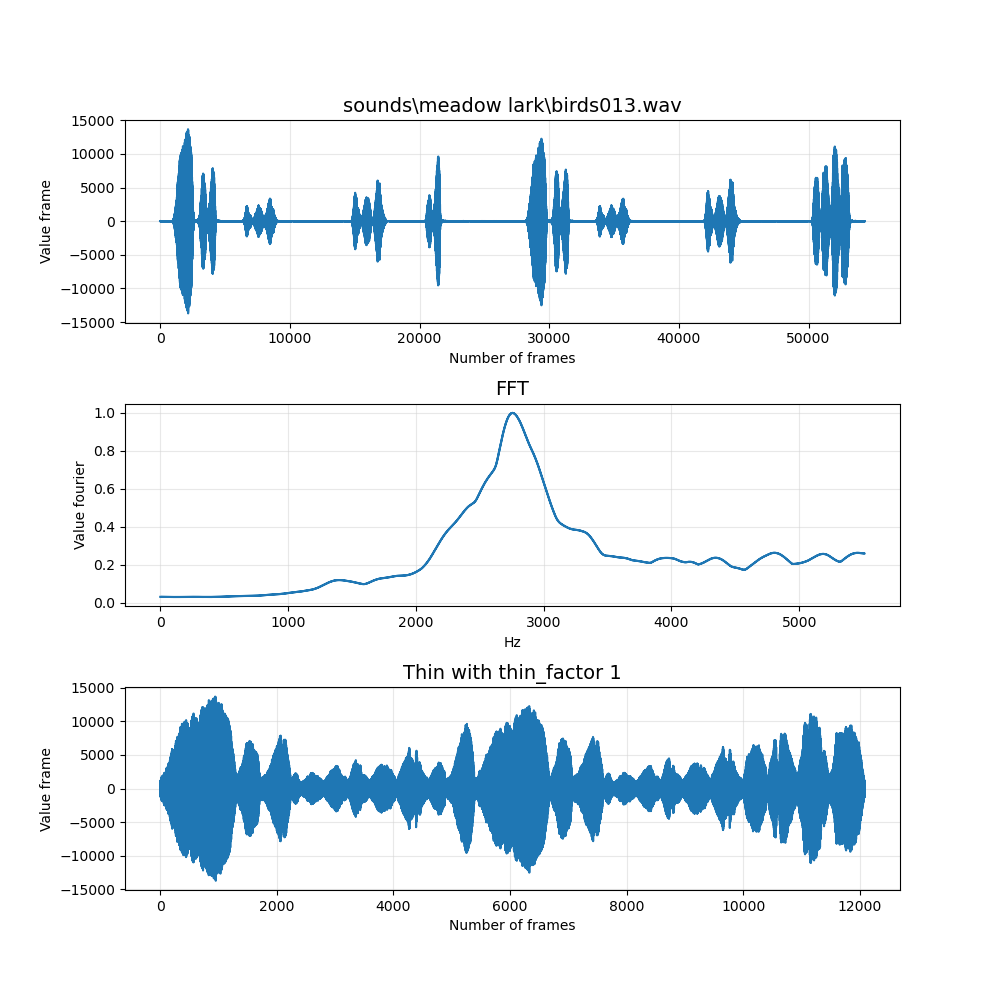 sounds\meadow lark\birds013.wav
15000
10000
5000
0
−5000
−10000
−15000
Value frame
0 10000 20000 30000 40000 50000
Number of frames
FFT
1.0
0.8
0.6
0.4
0.2
0.0
Value fourier
0 1000 2000 3000 4000 5000
Hz
Thin with thin_factor 1
15000
10000
5000
0
−5000
−10000
−15000
Value frame
0 2000 4000 6000 8000 10000 12000
Number of frames